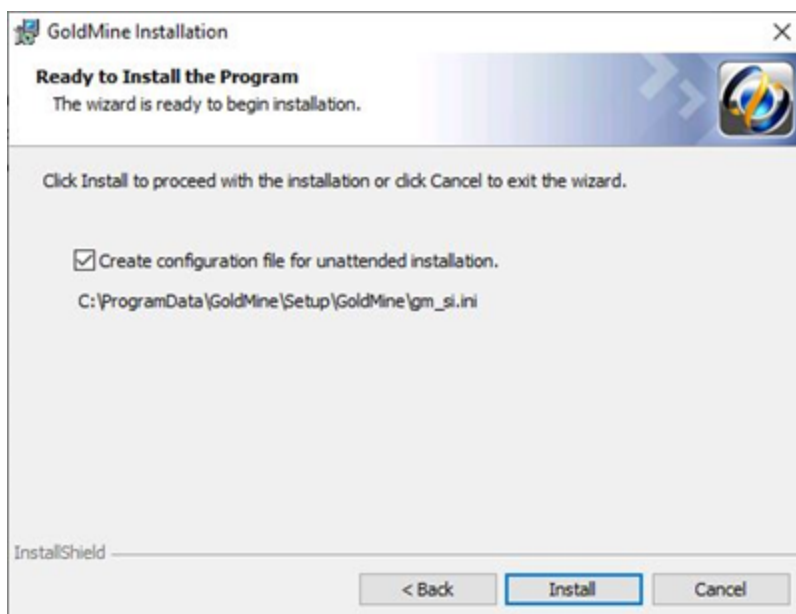 GoldMine Installation
Ready to Install the Program
The wizard is ready to begin installation.
Click Install to proceed with the installation or click Cancel to exit the wizard.
Create configuration file for unattended installation.
C:\ProgramData\GoldMine\Setup\GoldMine\gm_si.ini
InstallShield
< Back Install Cancel